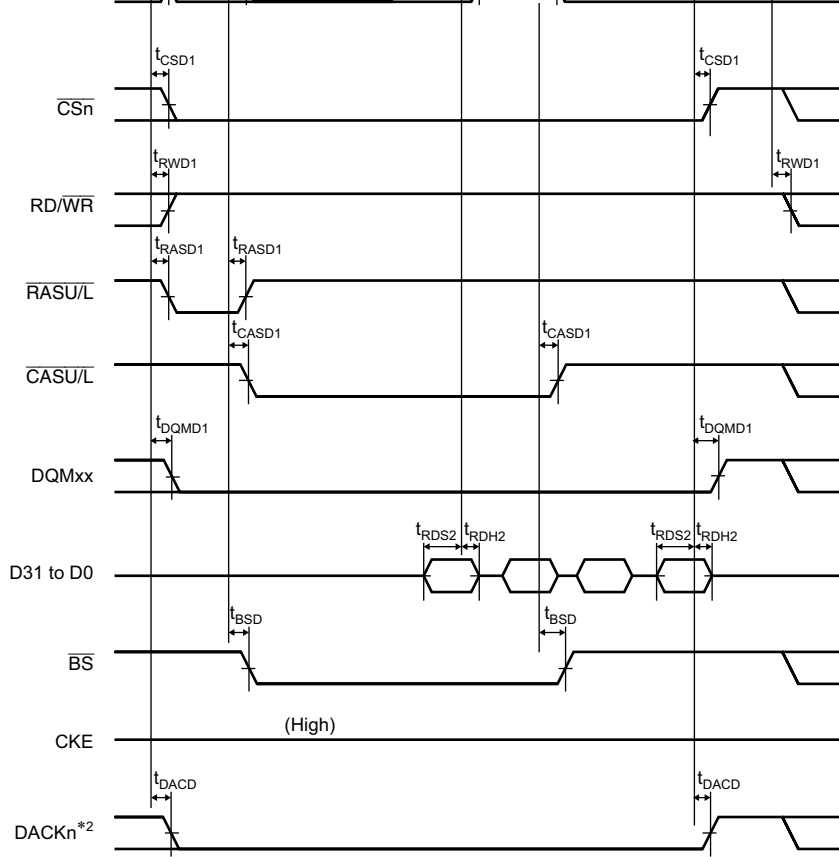 tCSD1 tCSD1
CSn
tRWD1 tRWD1
RD/WR
tRASD1 tRASD1
RASU/L
tCASD1 tCASD1
CASU/L
tDQMD1 tDQMD1
DQMxx
tRDS2 tRDH2 tRDS2 tRDH2
D31 to D0
tBSD tBSD
BS
(High)
CKE
tDACD tDACD
DACKn*2